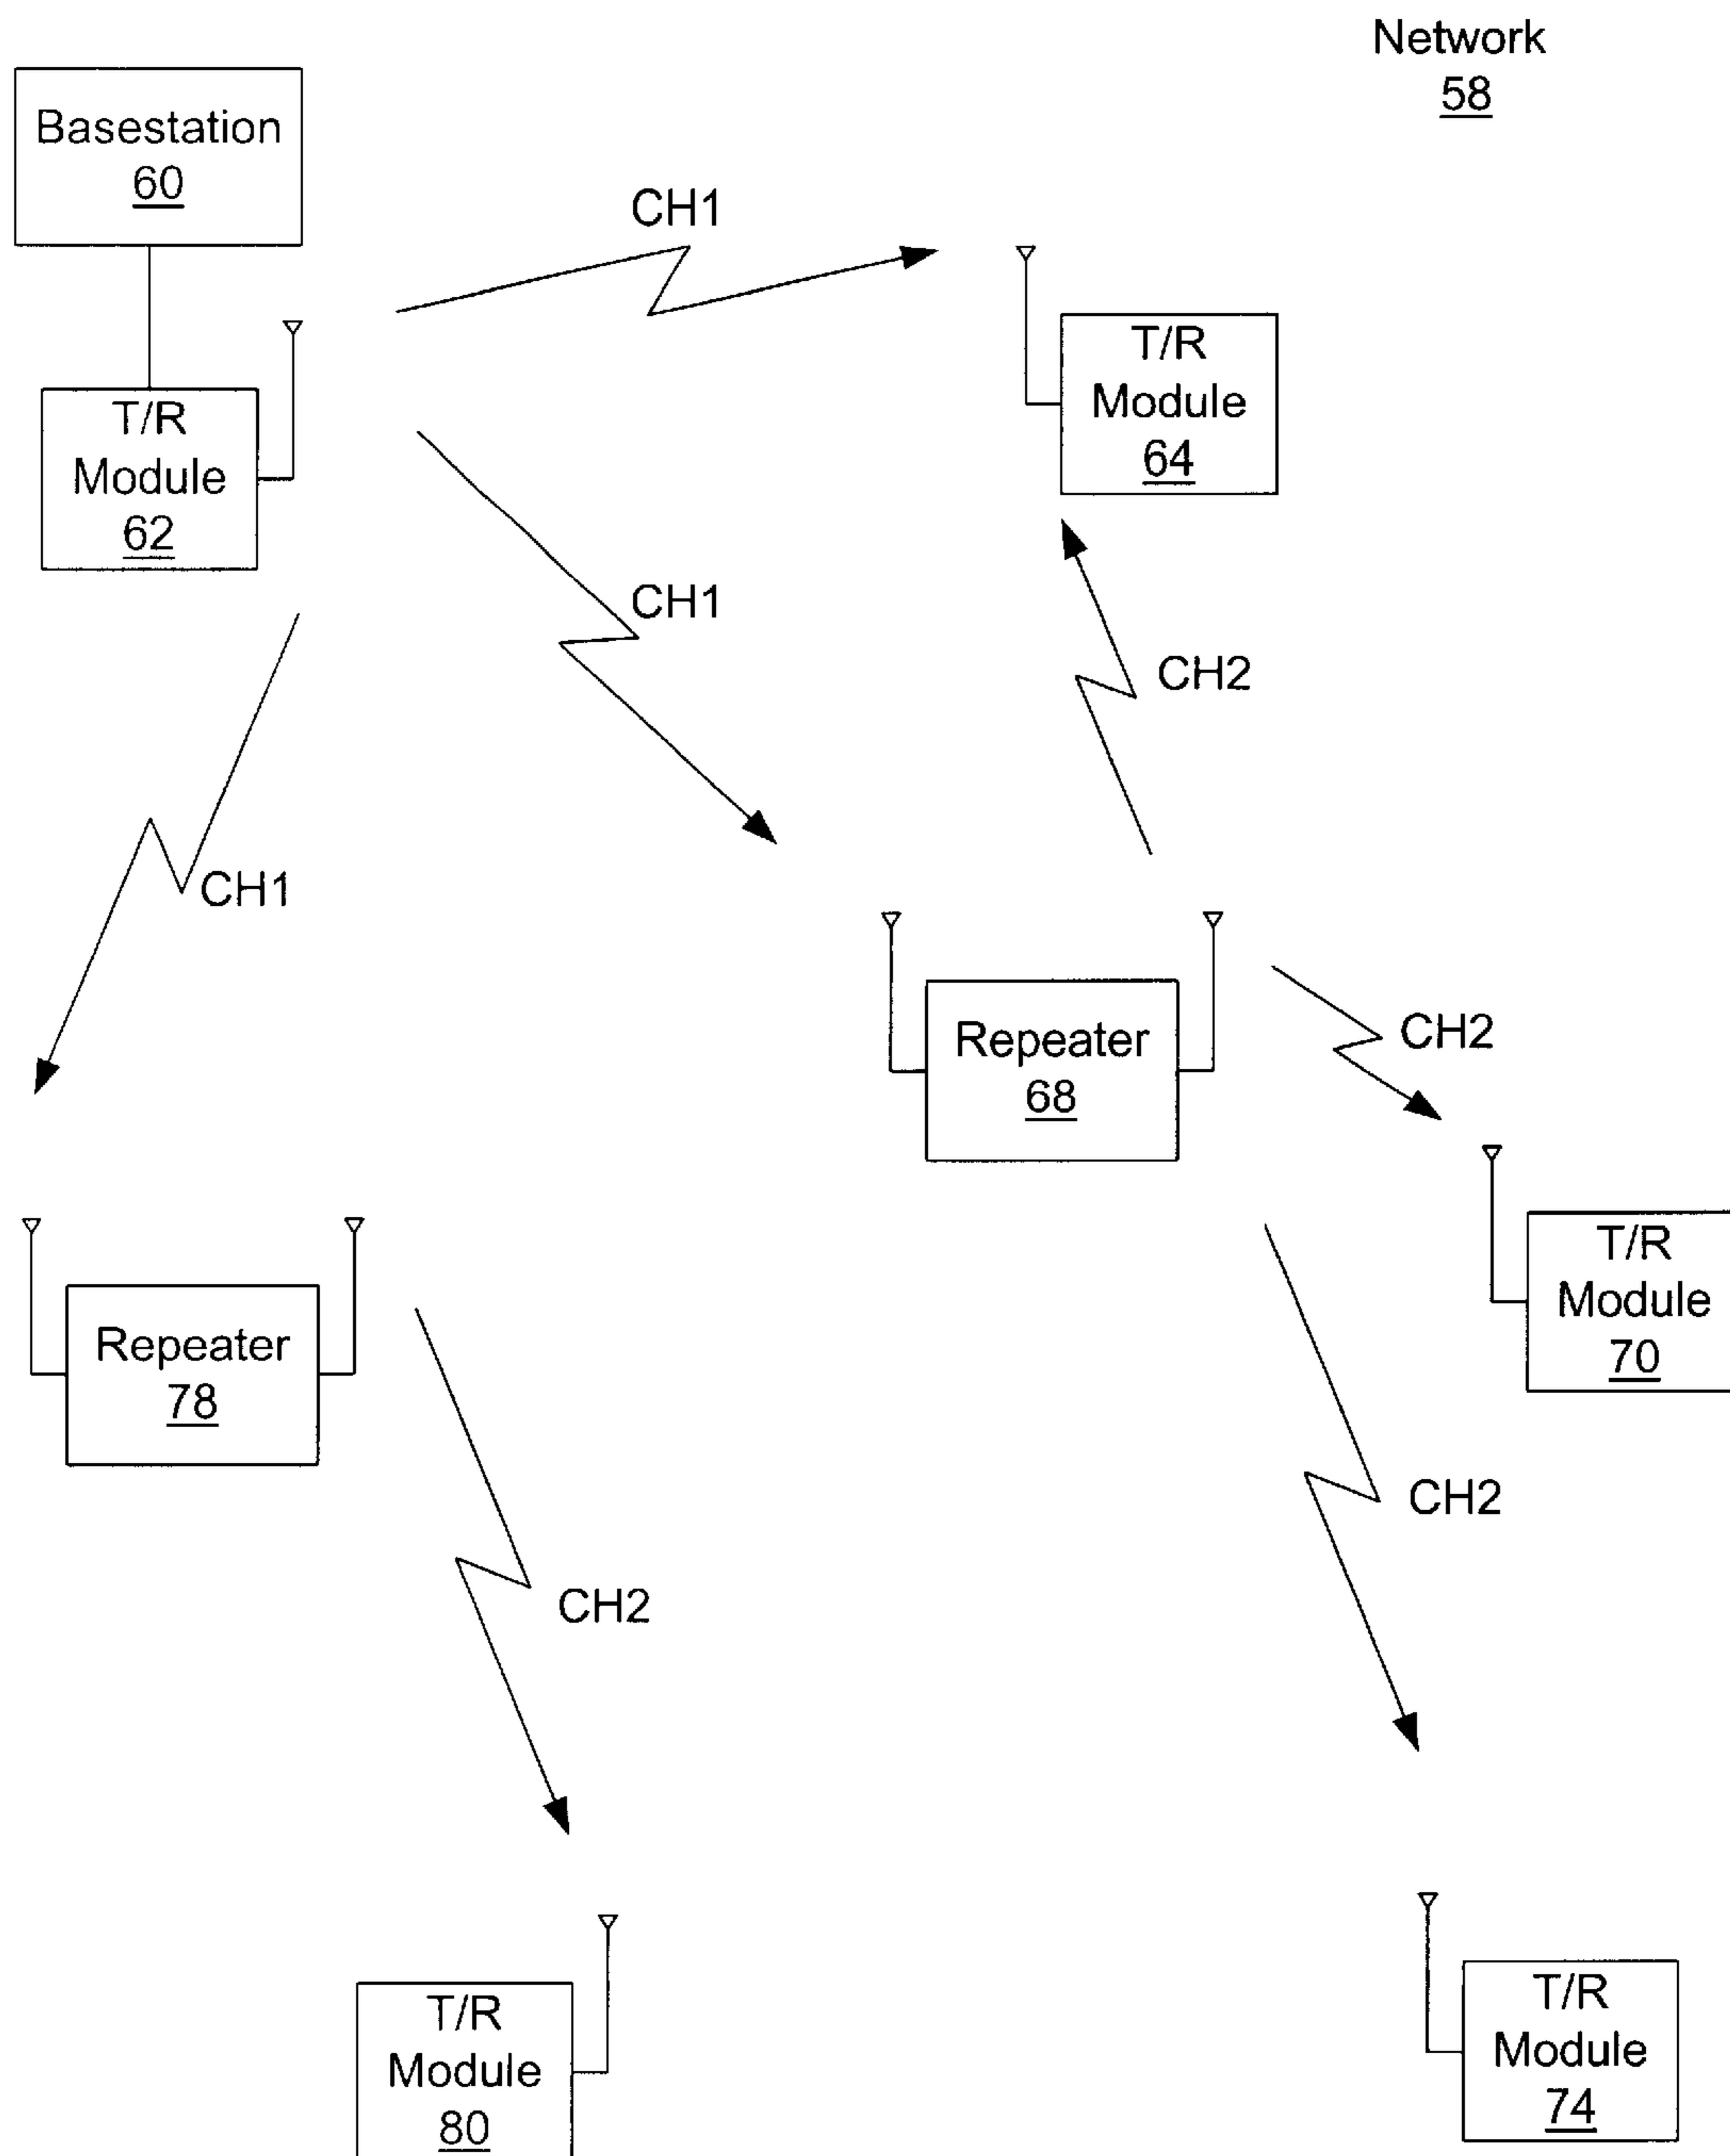 Network
58
Basestation
60
CH1
T/R
Module
64
T/R
Module
62
CH1
CH2
CH1
Repeater
68
CH2
T/R
Module
70
Repeater
78
CH2
CH2
T/R
Module
80
T/R
Module
74